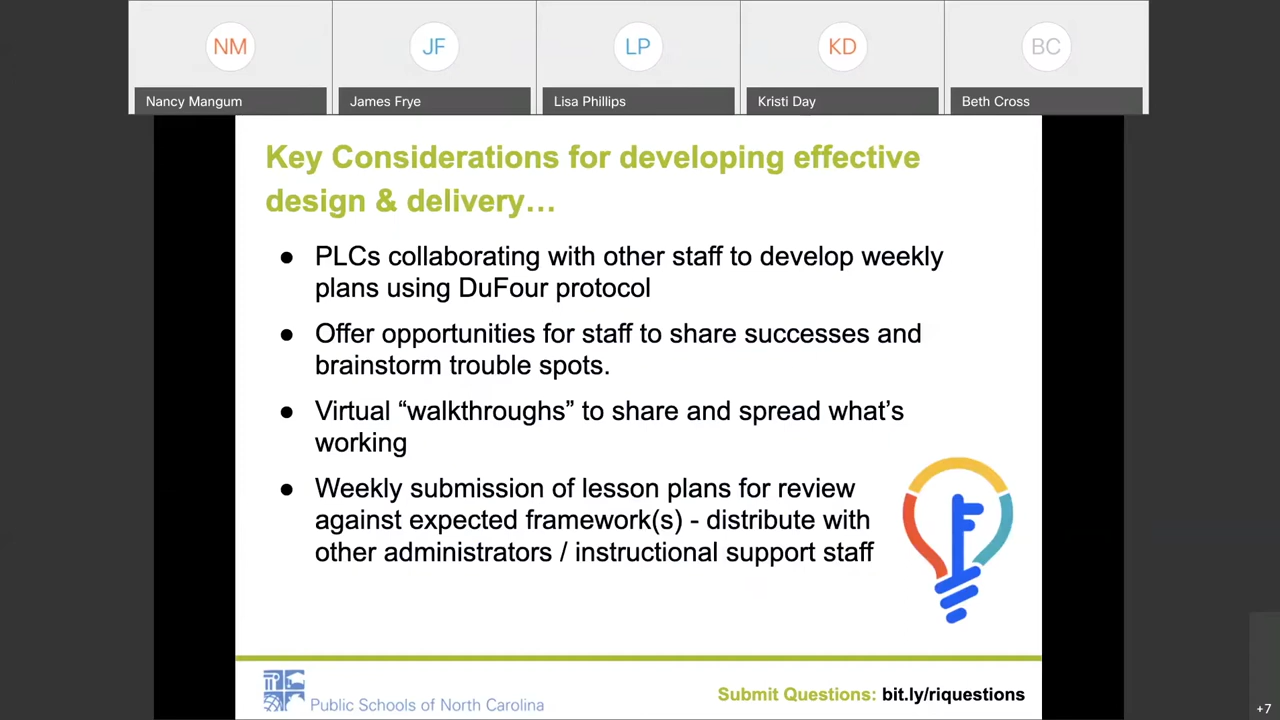 NM
JF
LP
KD
BC
Nancy Mangum
James Frye
Lisa Phillips
Kristi Day
Beth Cross
Key Considerations for developing effective
design & delivery…
● PLCs collaborating with other staff to develop weekly
plans using DuFour protocol
● Offer opportunities for staff to share successes and
brainstorm trouble spots.
● Virtual “walkthroughs” to share and spread what’s
working
● Weekly submission of lesson plans for review
against expected framework(s) - distribute with
other administrators / instructional support staff
Public Schools of North Carolina
Submit Questions: bit.ly/riquestions
+7